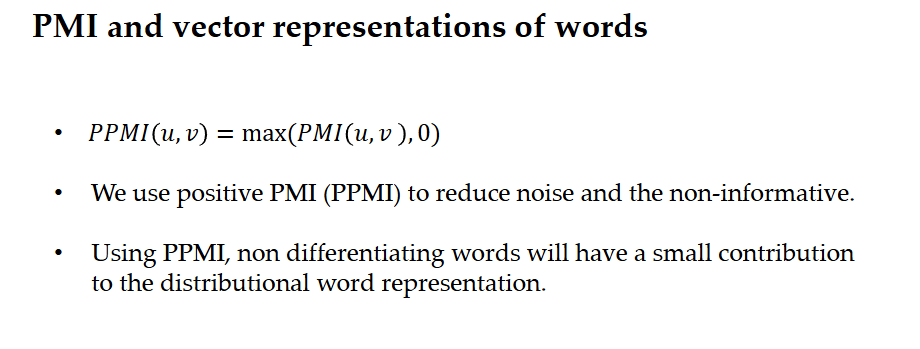 PMI and vector representations of words
• PPMI(u, v) = max(PMI(u, v ), 0)
• We use positive PMI (PPMI) to reduce noise and the non-informative.
• Using PPMI, non differentiating words will have a small contribution
to the distributional word representation.